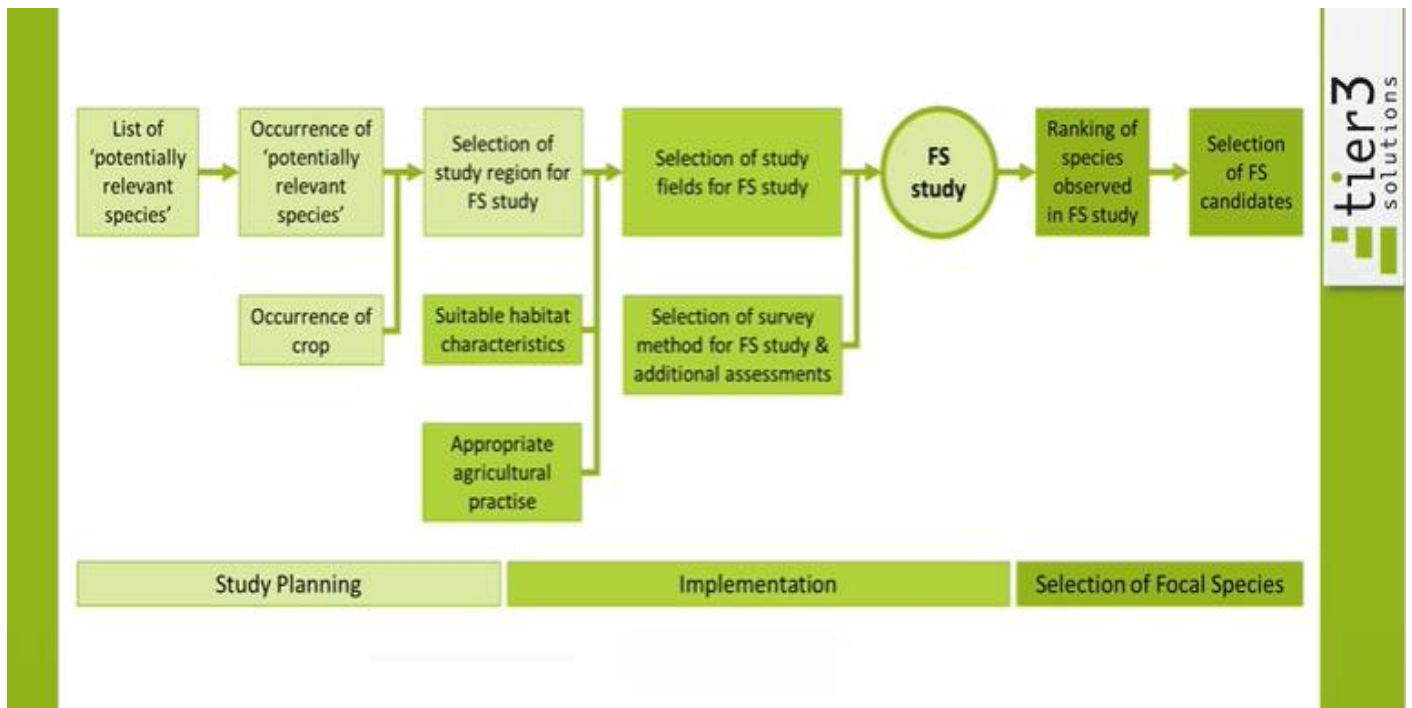 List of
‘potentially
relevant
species’
Occurrence of
‘potentially
relevant
species’
Selection of
study region for
FS study
Selection of study
fields for FS study
FS
study
Ranking of
species
observed
in FS study
Selection
of FS
candidates
Occurrence of
crop
Suitable habitat
characteristics
Selection of survey
method for FS study &
additional assessments
Appropriate
agricultural
practise
Study Planning
Implementation
Selection of Focal Species
tier3
solutions